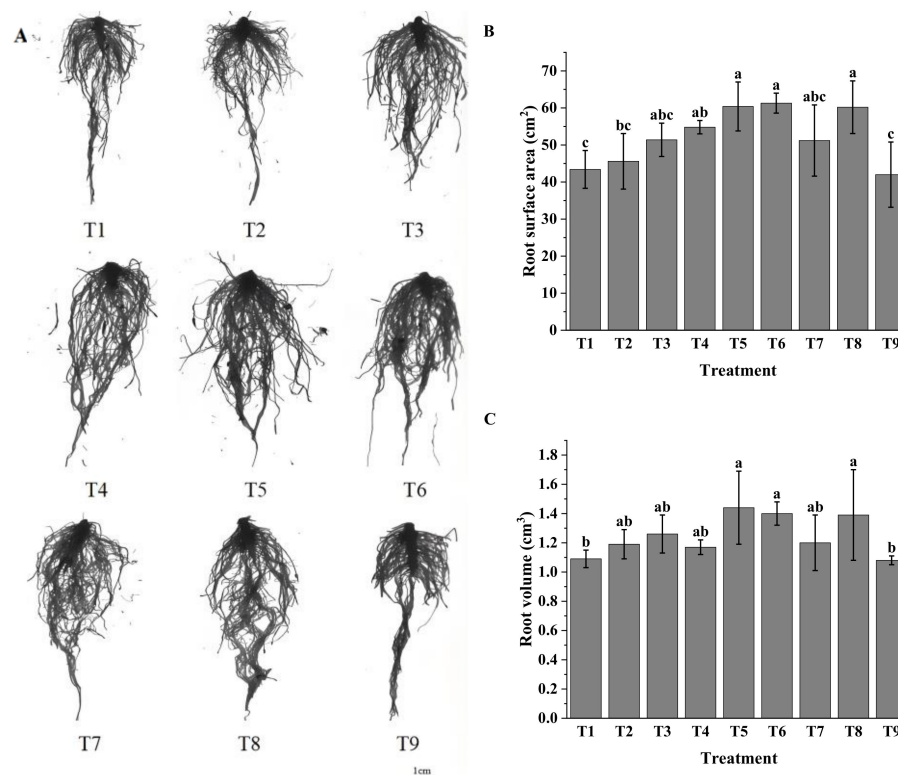 A
T1 T2 T3
T4 T5 T6
T7 T8 T9
1cm
B
Root surface area (cm²)
70
60
50
40
30
20
10
0
c bc abc ab a a abc a c
T1 T2 T3 T4 T5 T6 T7 T8 T9
Treatment
C
Root volume (cm³)
1.8
1.6
1.4
1.2
1.0
0.8
0.6
0.4
0.2
0.0
b ab ab ab a a ab a b
T1 T2 T3 T4 T5 T6 T7 T8 T9
Treatment